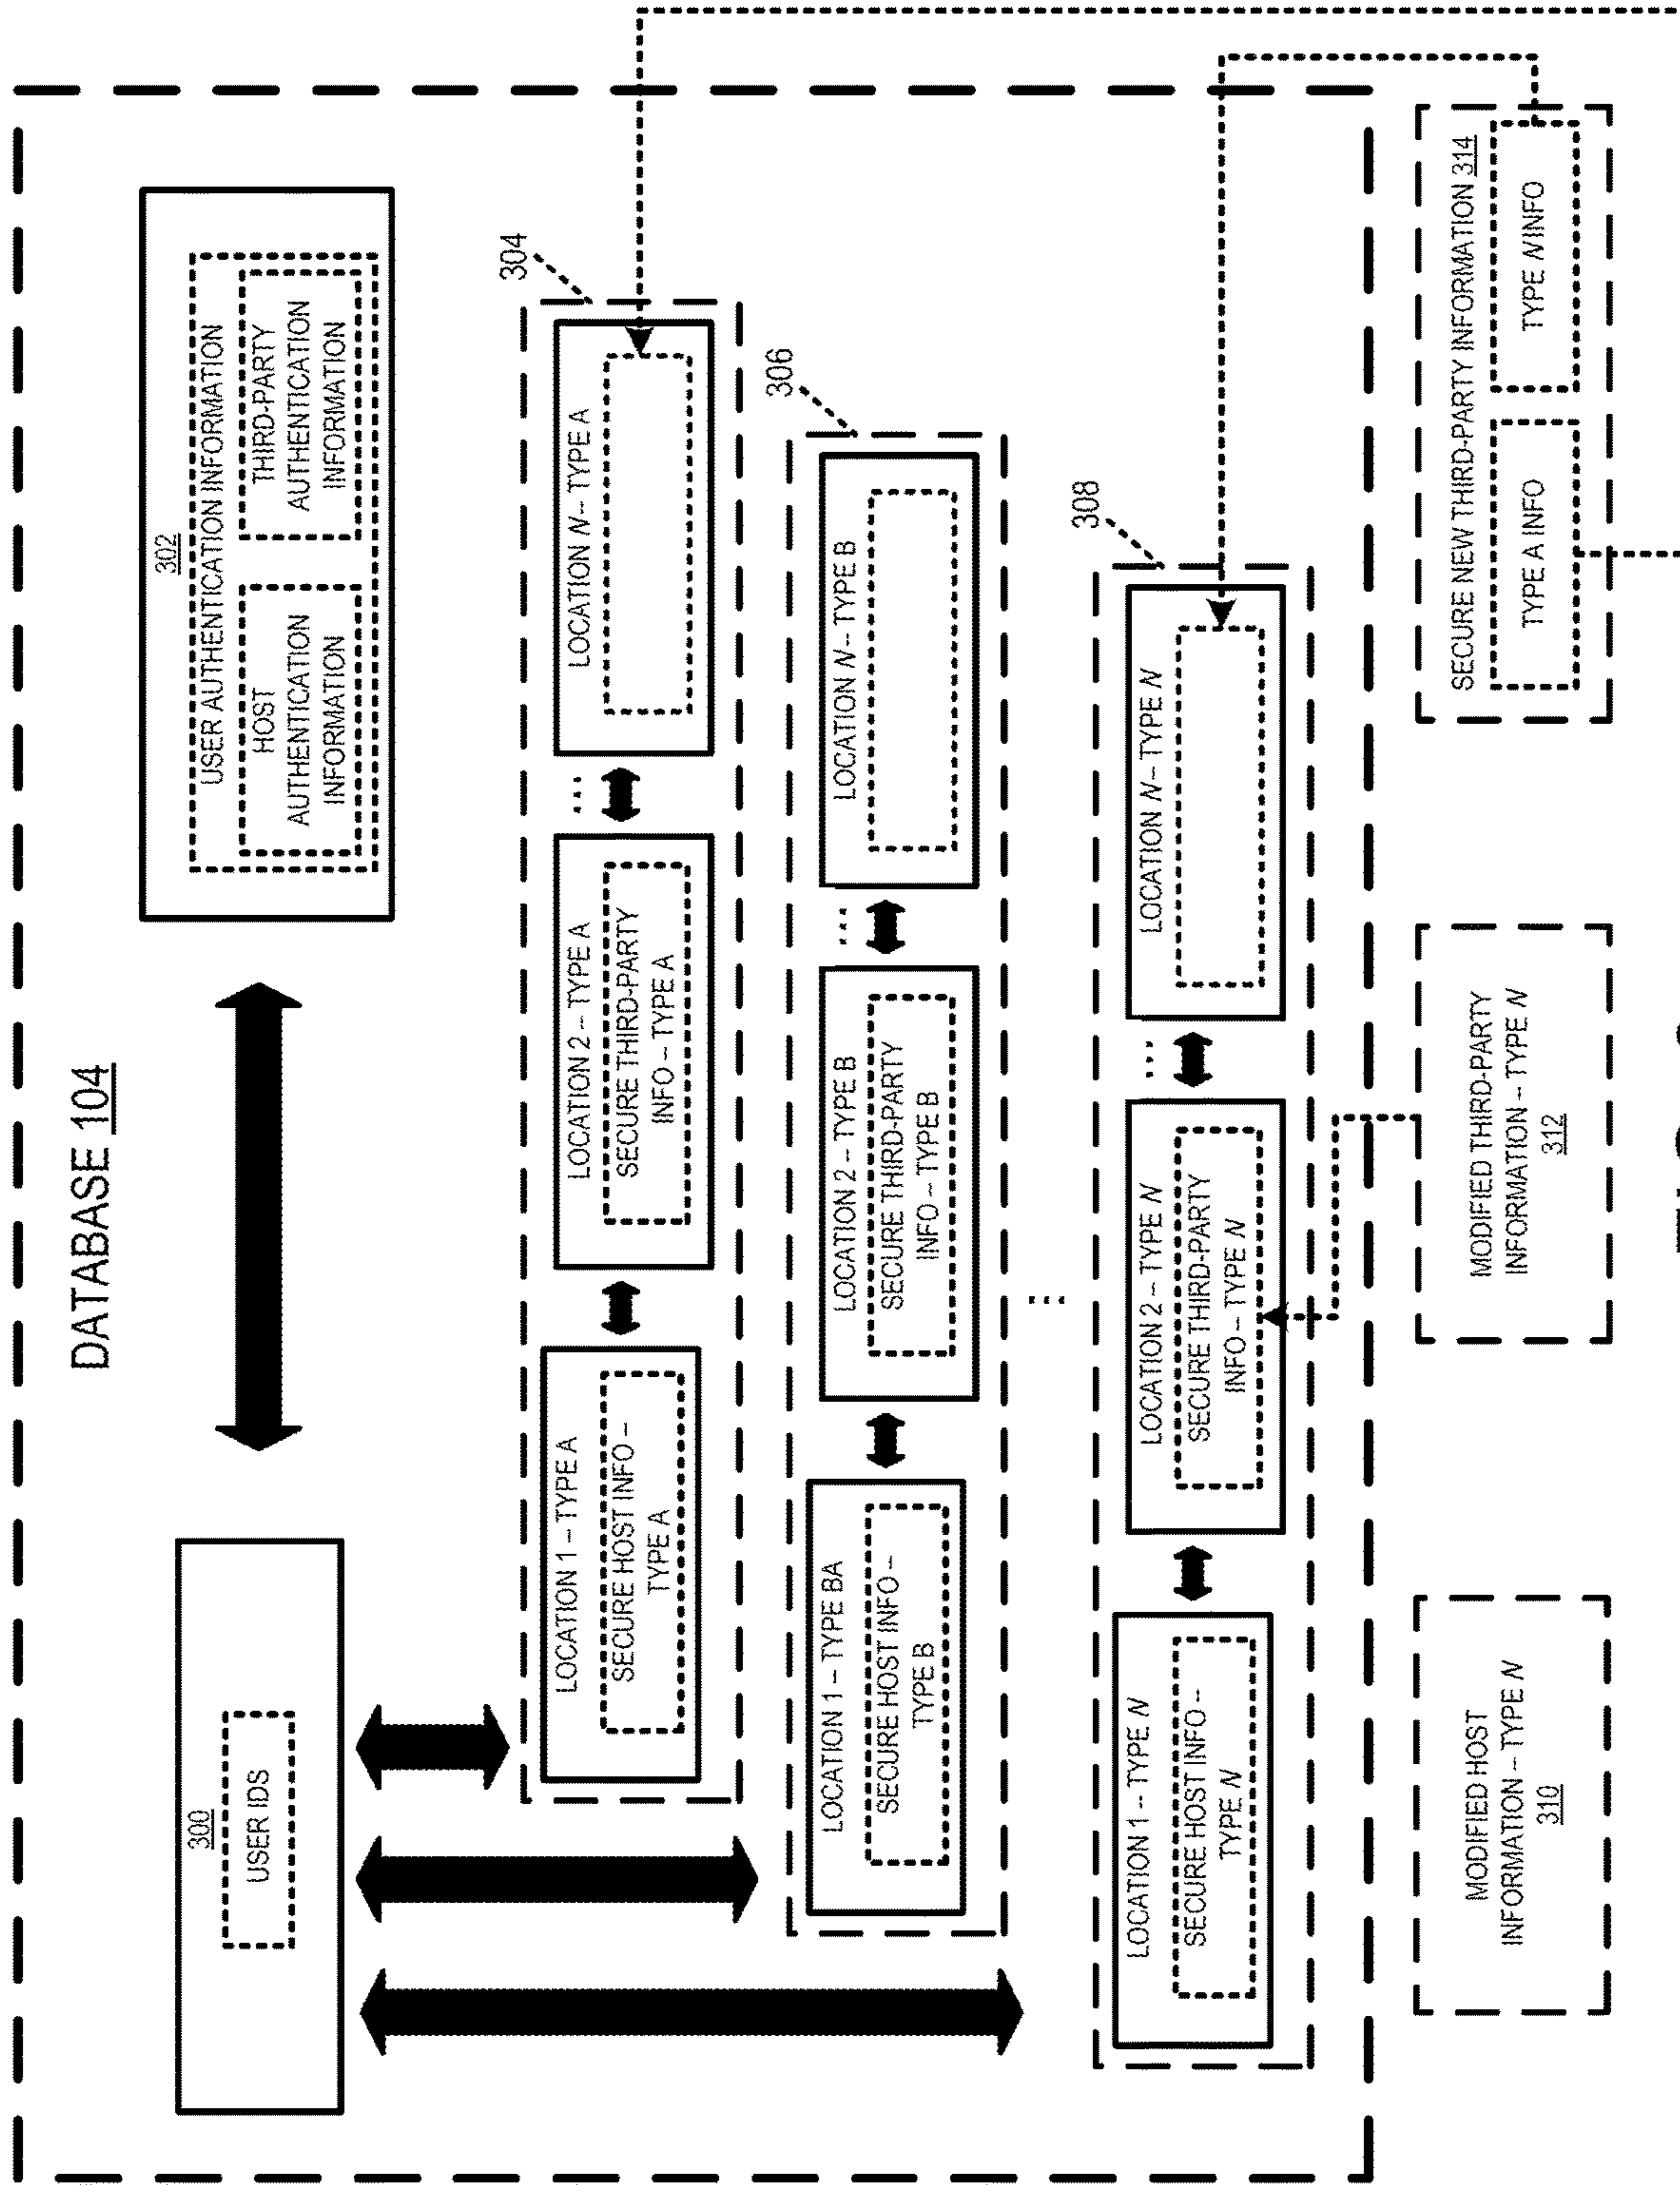 DATABASE 104
300
USER IDS
302
USER AUTHENTICATION INFORMATION
HOST
AUTHENTICATION
INFORMATION
THIRD-PARTY
AUTHENTICATION
INFORMATION
304
LOCATION 1 – TYPE A
SECURE HOST INFO –
TYPE A
LOCATION 2 – TYPE A
SECURE THIRD-PARTY
INFO – TYPE A
...
LOCATION N – TYPE A
306
LOCATION 1 – TYPE BA
SECURE HOST INFO –
TYPE B
LOCATION 2 – TYPE B
SECURE THIRD-PARTY
INFO – TYPE B
...
LOCATION N – TYPE B
...
308
LOCATION 1 – TYPE N
SECURE HOST INFO –
TYPE N
LOCATION 2 – TYPE N
SECURE THIRD-PARTY
INFO – TYPE N
...
LOCATION N – TYPE N
MODIFIED HOST
INFORMATION – TYPE N
310
MODIFIED THIRD-PARTY
INFORMATION – TYPE N
312
SECURE NEW THIRD-PARTY INFORMATION 314
TYPE A INFO
TYPE N INFO